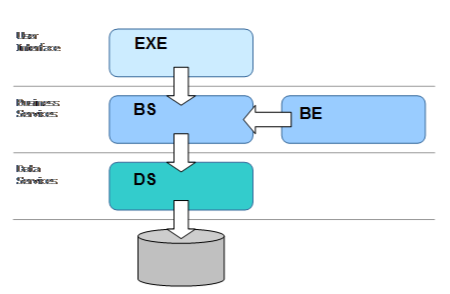 User
Interface
EXE
Business
Services
BS
BE
Data
Services
DS